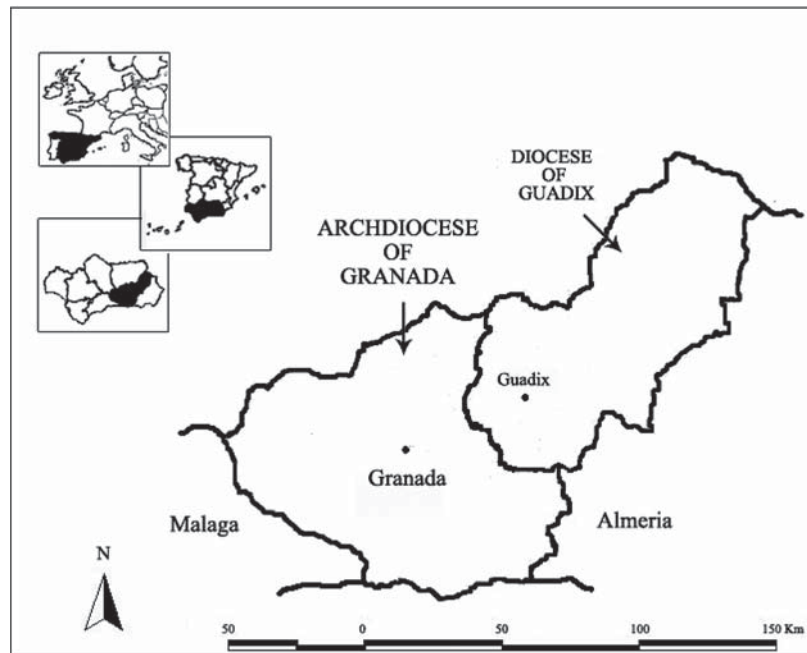 DIOCESE
OF
GUADIX
ARCHDIOCESE
OF
GRANADA
Guadix
Granada
Malaga
Almeria
N
50 0 50 100 150 Km